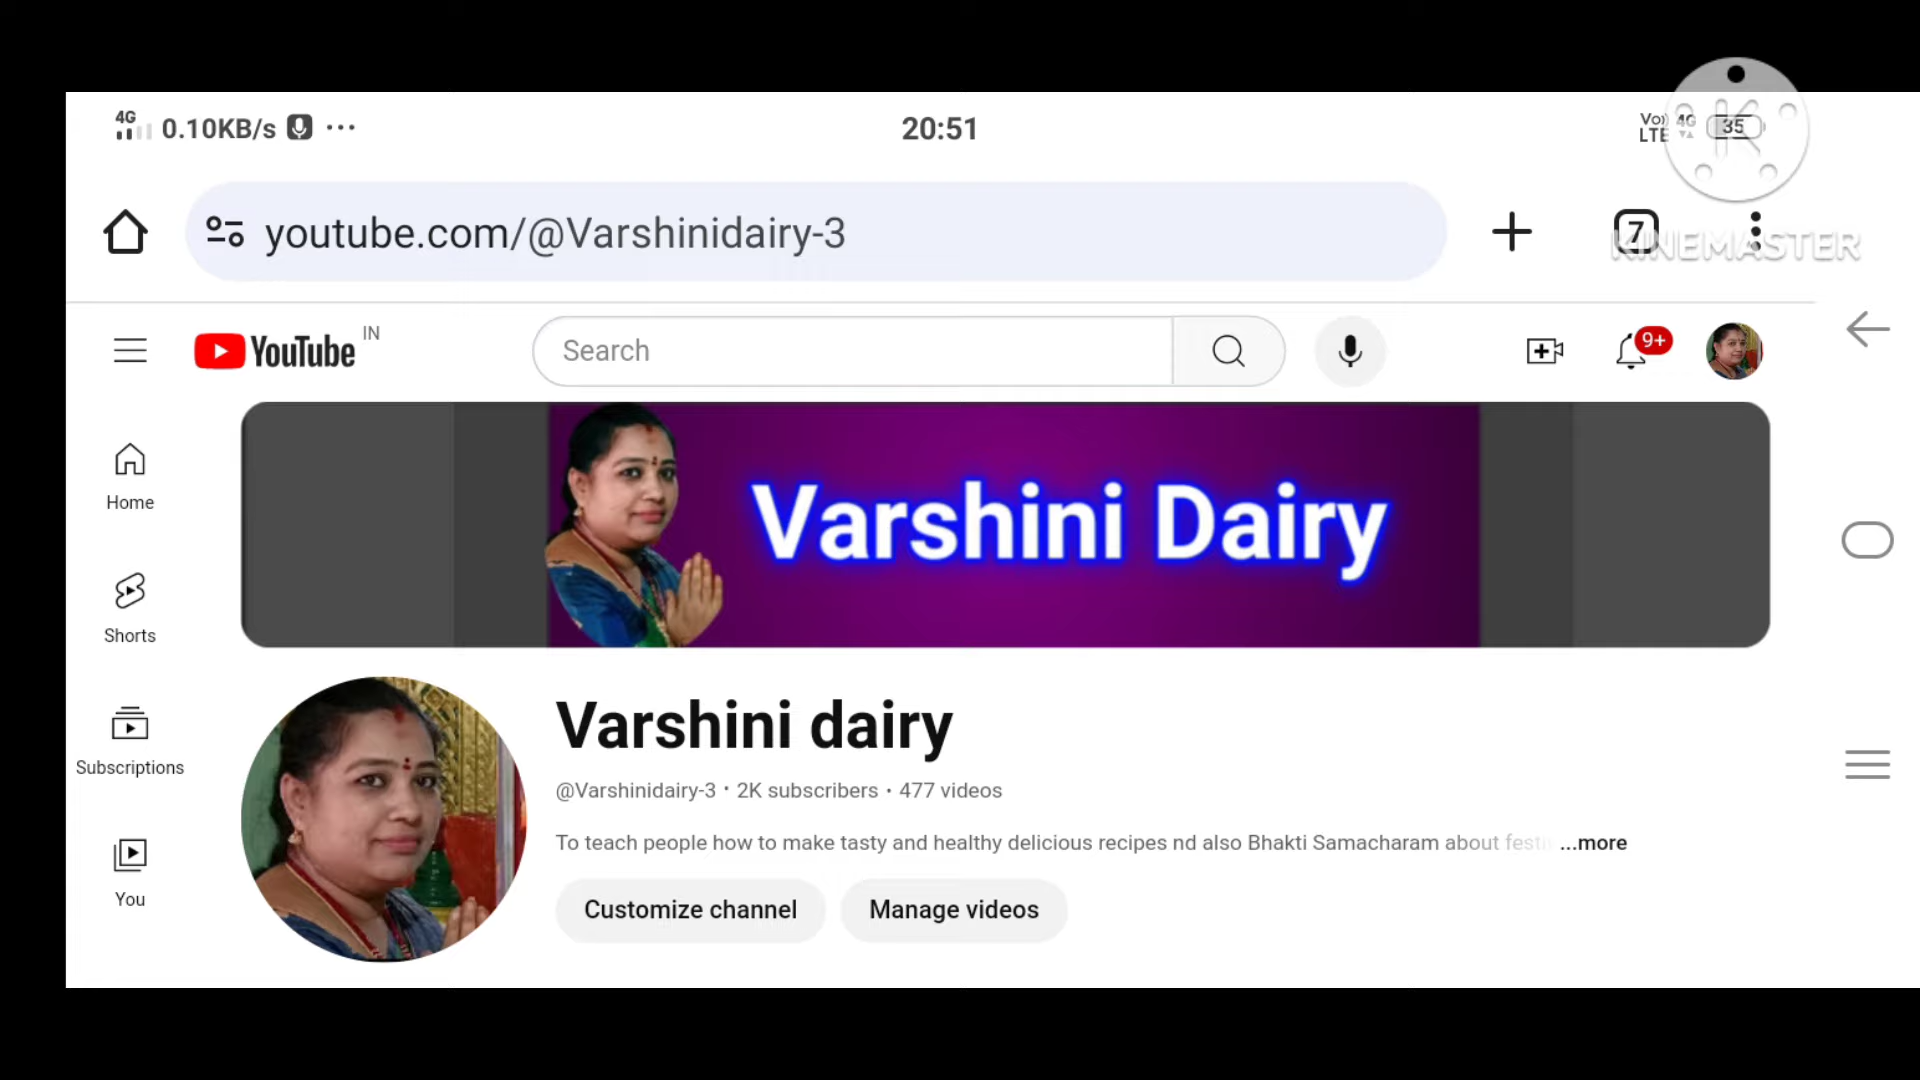 4G 0.10KB/s ... 20:51 Vo) LTE 4G 35
youtube.com/@Varshinidairy-3 7
KINEMASTER
YouTube IN Search 9+
Home
Shorts
Subscriptions
You
Varshini Dairy
Varshini dairy
@Varshinidairy-3 • 2K subscribers • 477 videos
To teach people how to make tasty and healthy delicious recipes nd also Bhakti Samacharam about festi ...more
Customize channel Manage videos